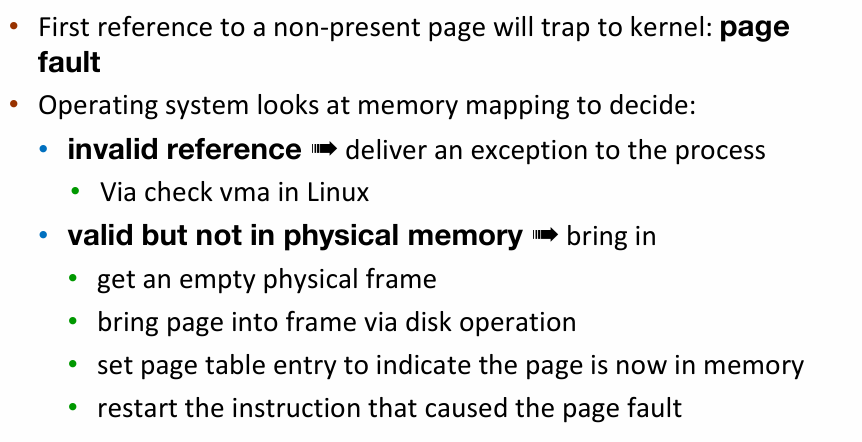 • First reference to a non-present page will trap to kernel: page
fault
• Operating system looks at memory mapping to decide:
• invalid reference ➠ deliver an exception to the process
• Via check vma in Linux
• valid but not in physical memory ➠ bring in
• get an empty physical frame
• bring page into frame via disk operation
• set page table entry to indicate the page is now in memory
• restart the instruction that caused the page fault